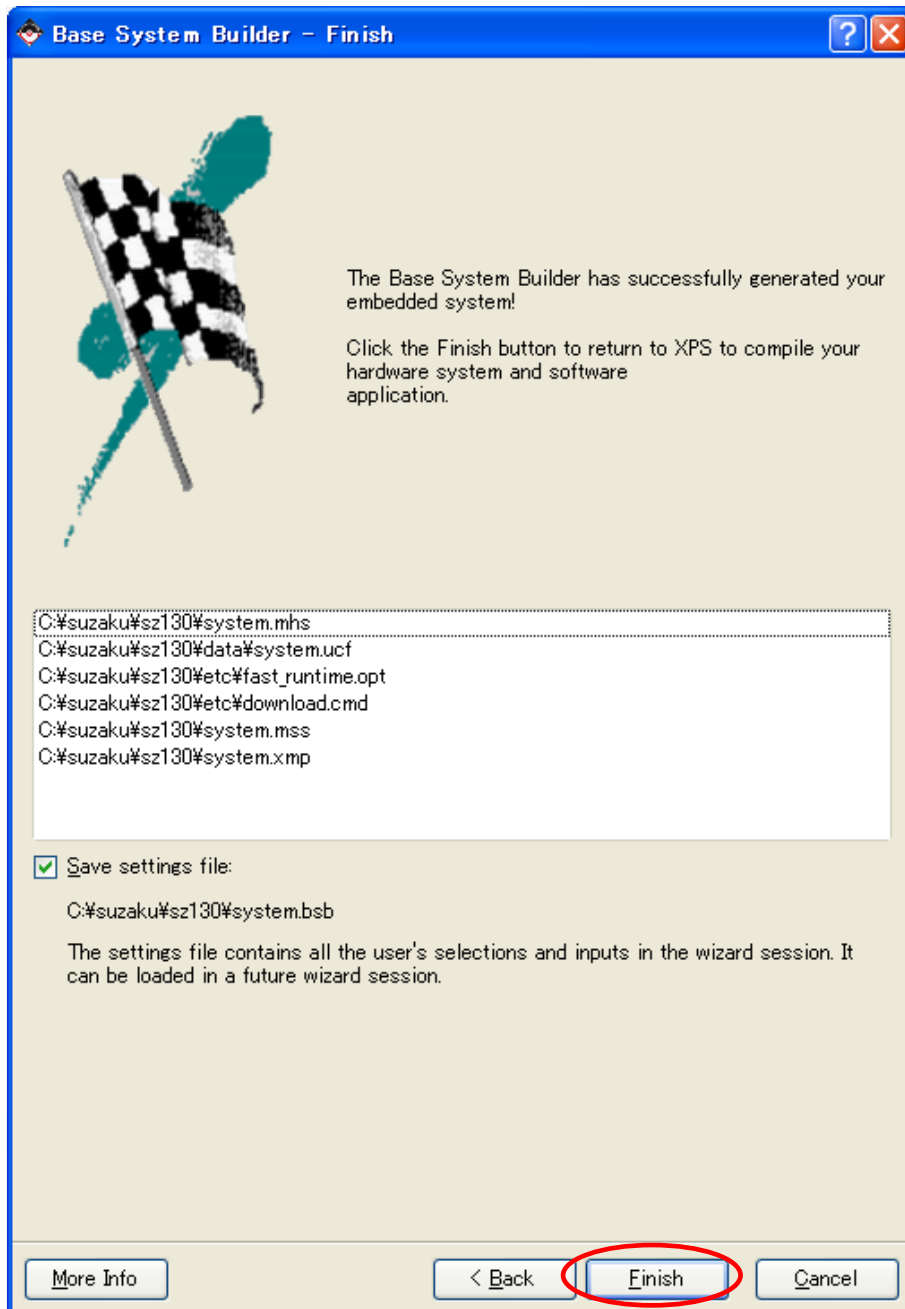 Base System Builder - Finish
The Base System Builder has successfully generated your
embedded system!
Click the Finish button to return to XPS to compile your
hardware system and software
application.
C:¥suzaku¥sz130¥system.mhs
C:¥suzaku¥sz130¥data¥system.ucf
C:¥suzaku¥sz130¥etc¥fast_runtime.opt
C:¥suzaku¥sz130¥etc¥download.cmd
C:¥suzaku¥sz130¥system.mss
C:¥suzaku¥sz130¥system.xmp
Save settings file:
C:¥suzaku¥sz130¥system.bsb
The settings file contains all the user's selections and inputs in the wizard session. It
can be loaded in a future wizard session.
More Info
< Back
Finish
Cancel